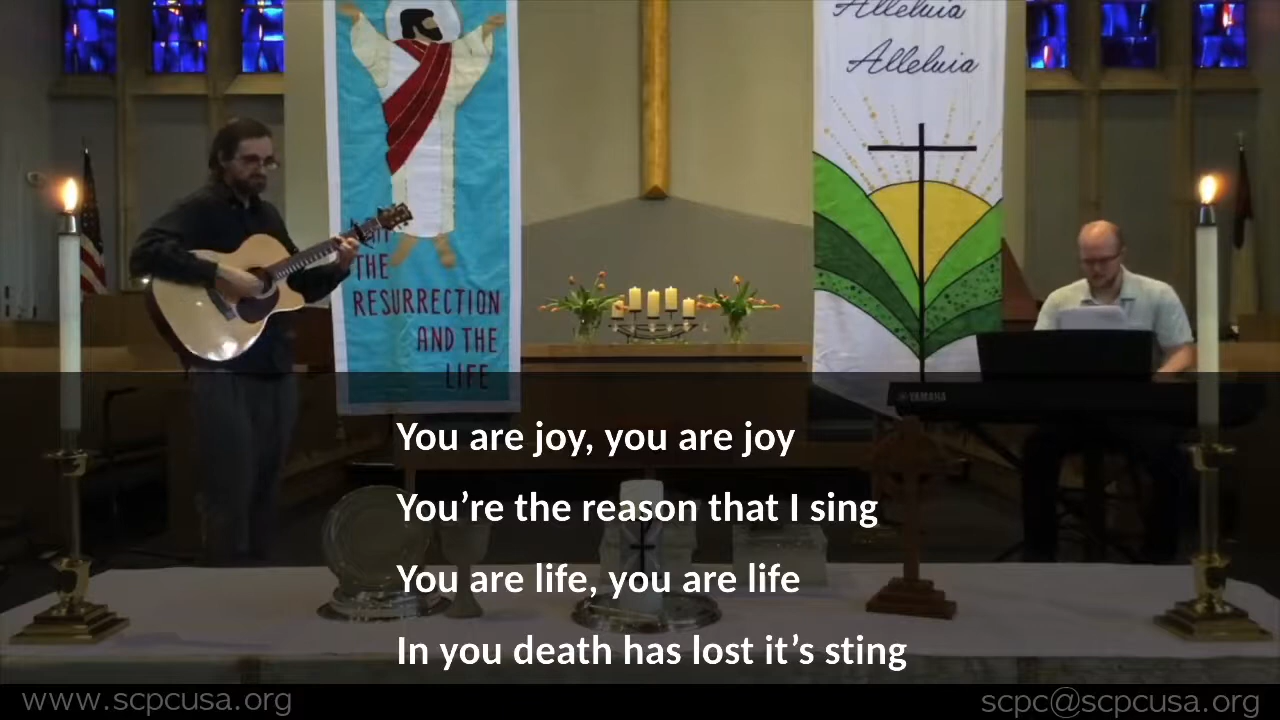 Alleluia
Alleluia
THE
RESURRECTION
AND THE
LIFE
YAMAHA
You are joy, you are joy
You’re the reason that I sing
You are life, you are life
In you death has lost it’s sting
www.scpcusa.org
scpc@scpcusa.org